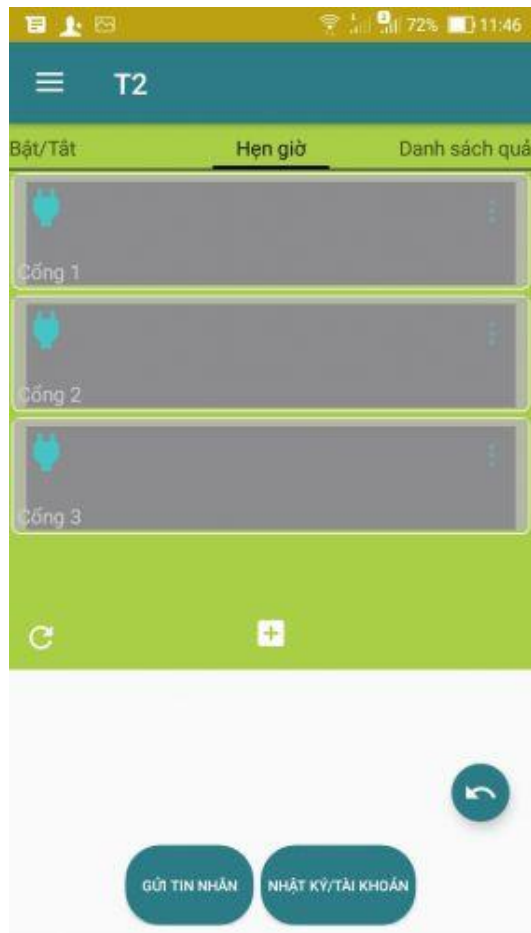 72% 11:46
T2
Bật/Tắt Hẹn giờ Danh sách quả
Cổng 1
Cổng 2
Cổng 3
GỬI TIN NHẮN NHẬT KÝ/TÀI KHOẢN